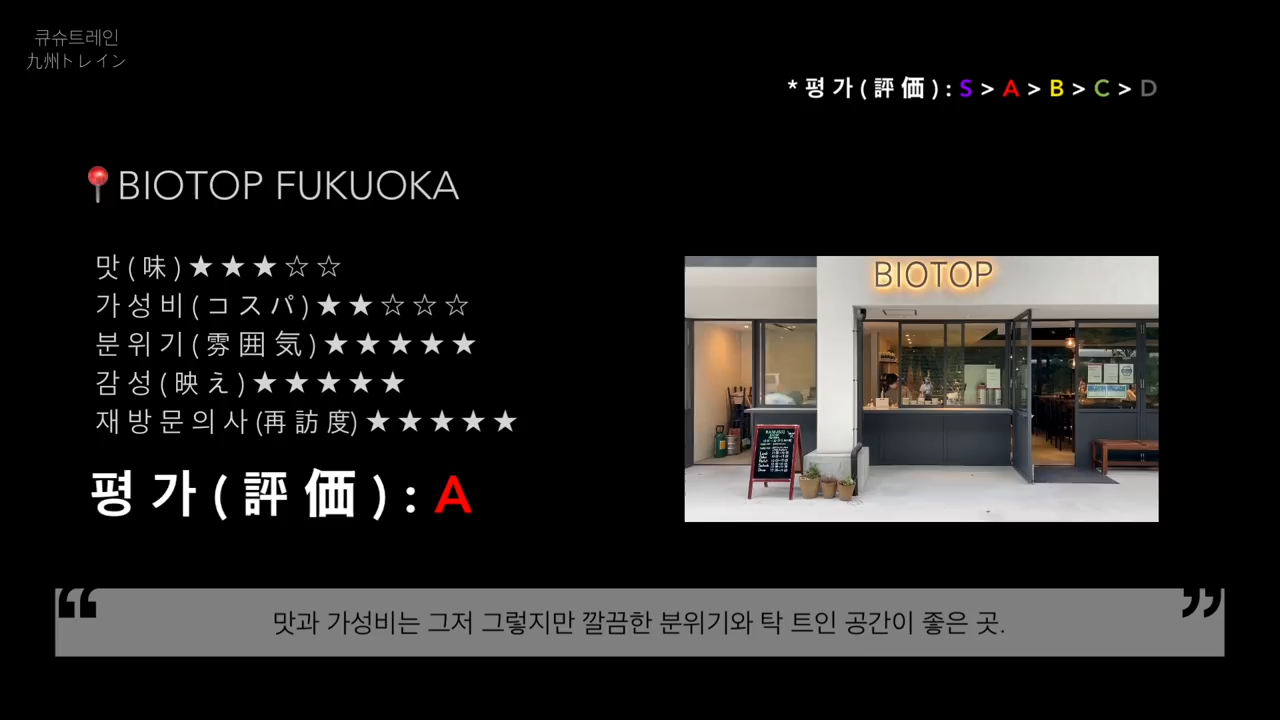 큐슈트레인
九州トレイン
*평가(評価):S>A>B>C>D
📍BIOTOP FUKUOKA
맛(味)★★★☆☆
가성비(コスパ)★★☆☆☆
분위기(雰囲気)★★★★★
감성(映え)★★★★★
재방문의사(再訪度)★★★★★
평가(評価):A
BIOTOP
❝ 맛과 가성비는 그저 그렇지만 깔끔한 분위기와 탁 트인 공간이 좋은 곳. ❞